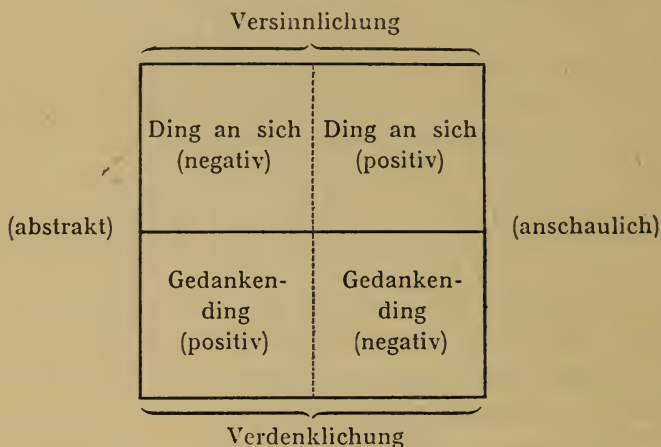 Versinnlichung
Ding an sich
(negativ)
Ding an sich
(positiv)
(abstrakt)
(anschaulich)
Gedanken-
ding
(positiv)
Gedanken-
ding
(negativ)
Verdenklichung